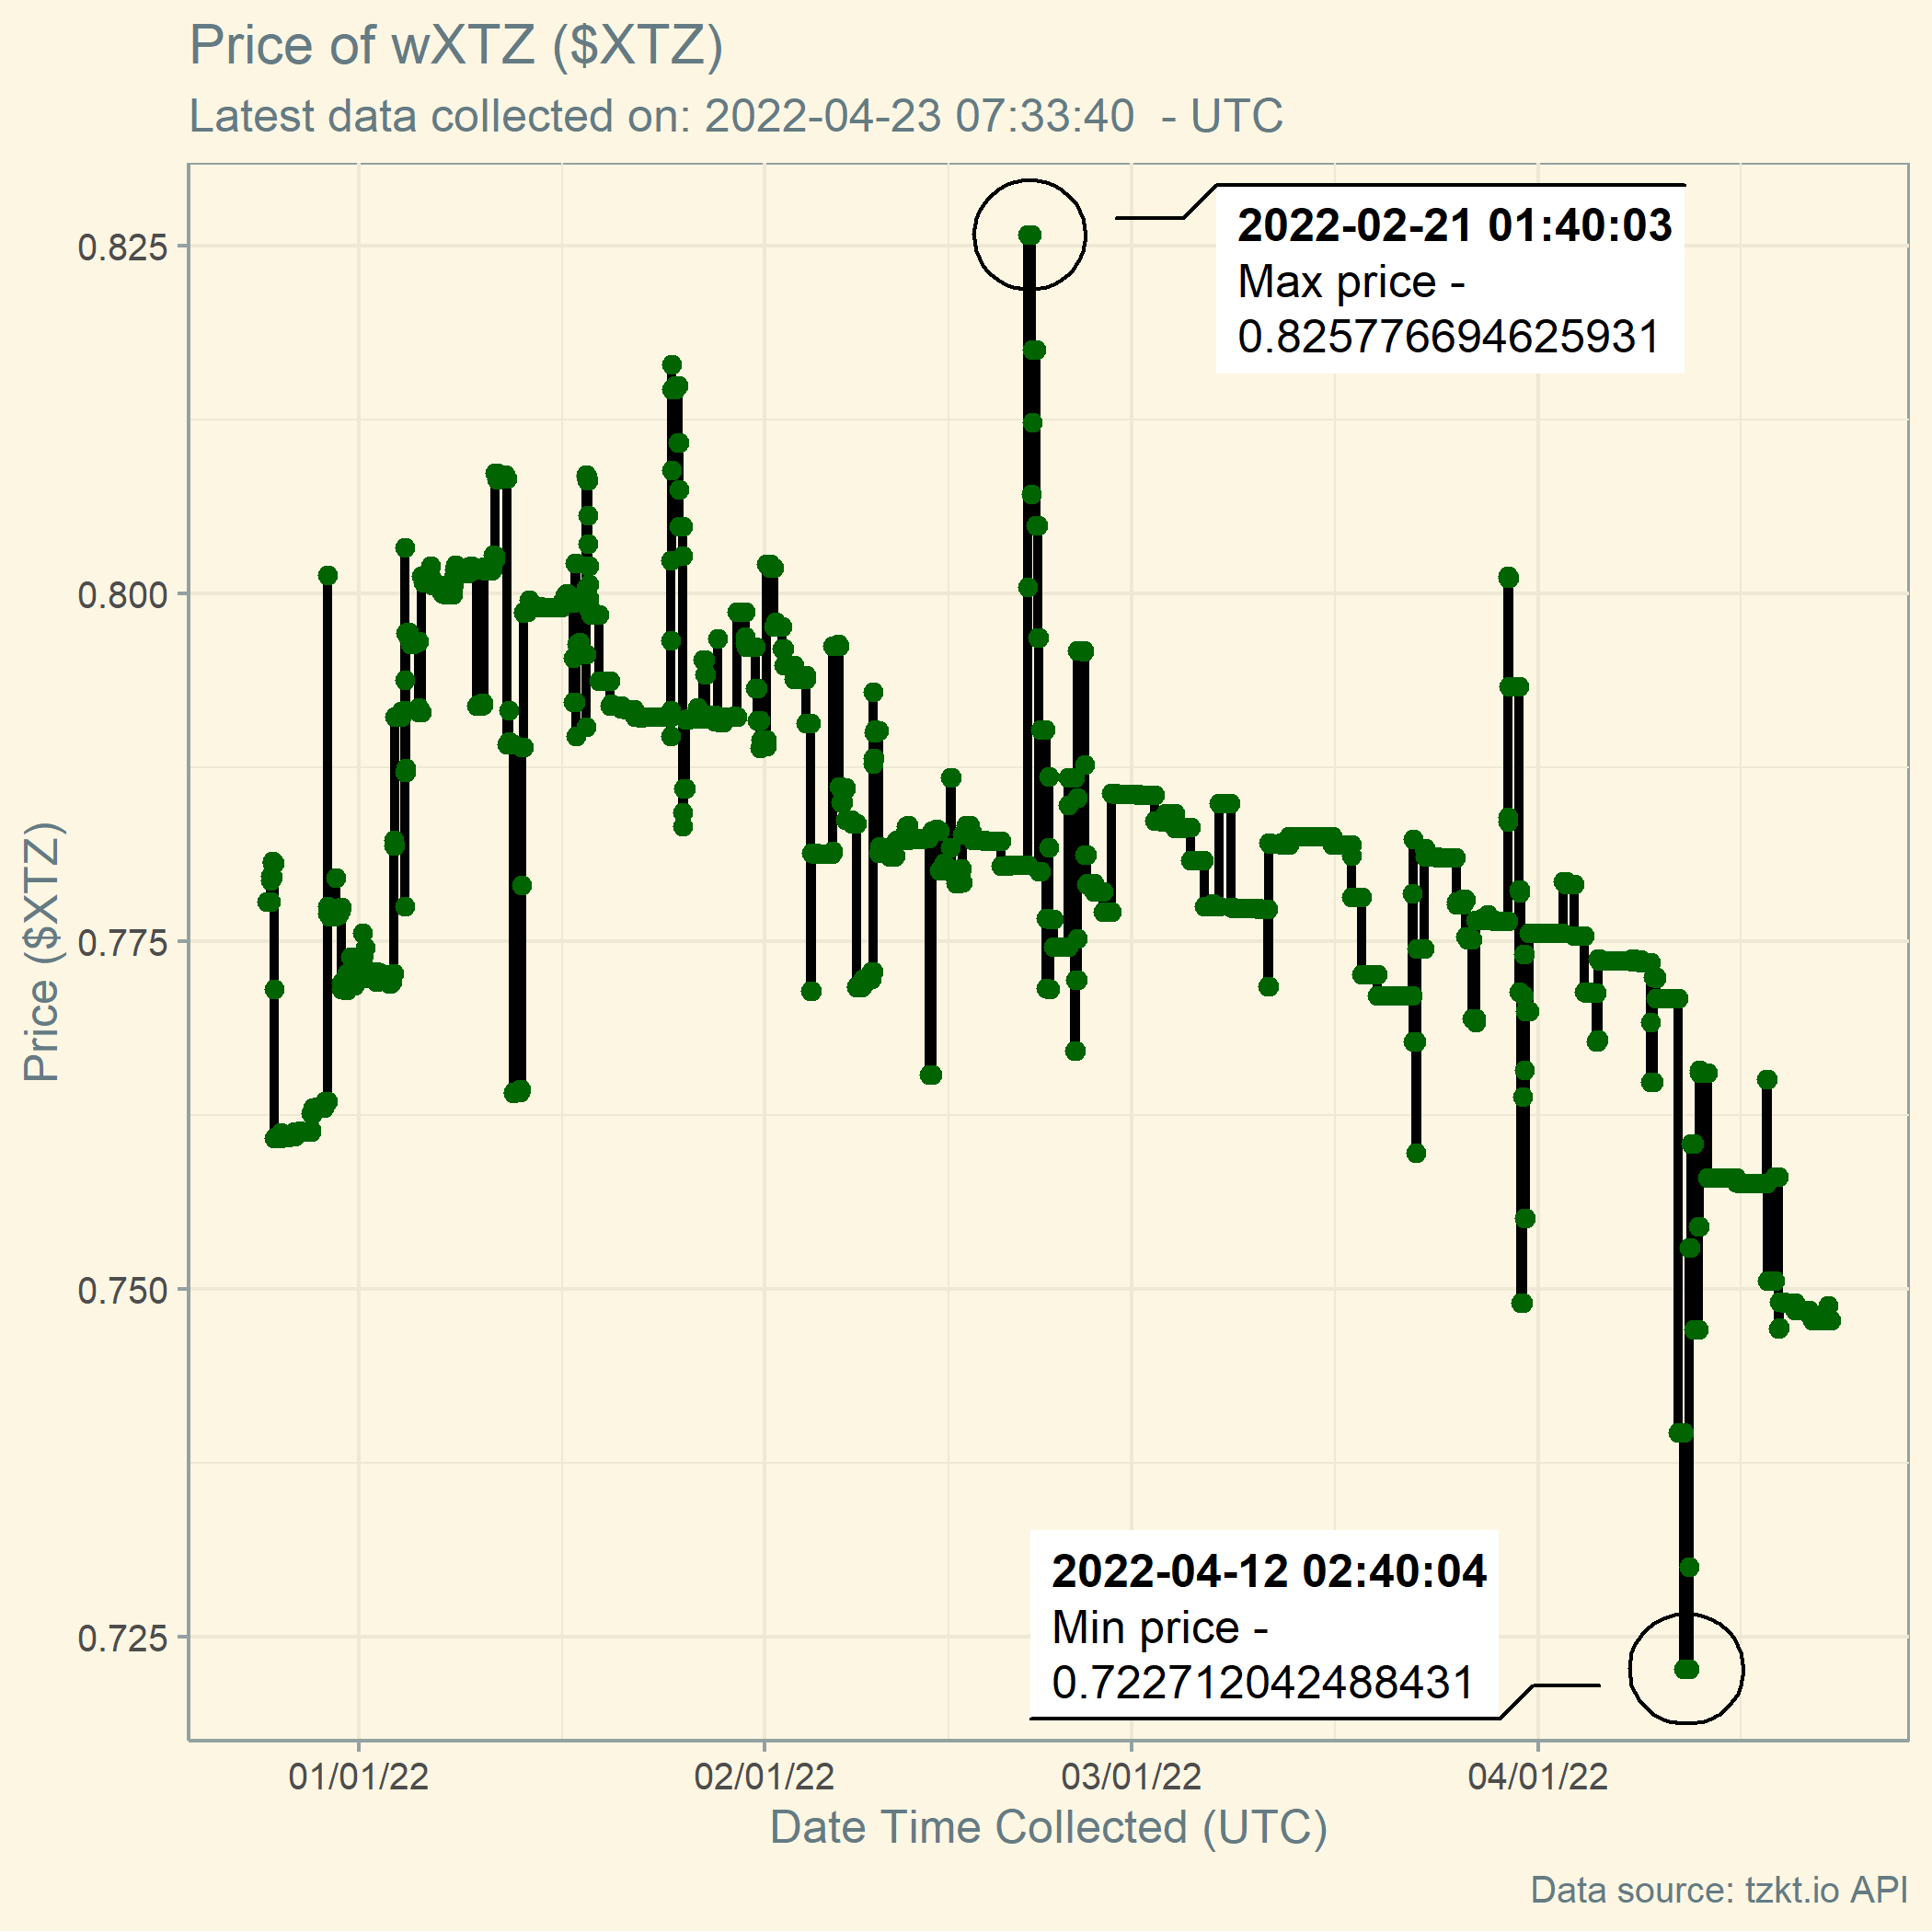 Price of wXTZ ($XTZ)
Latest data collected on: 2022-04-23 07:33:40  - UTC
2022-02-21 01:40:03
Max price -
0.825776694625931
0.825
0.800
0.775
0.750
0.725
Price ($XTZ)
2022-04-12 02:40:04
Min price -
0.722712042488431
01/01/22
02/01/22
03/01/22
04/01/22
Date Time Collected (UTC)
Data source: tzkt.io API